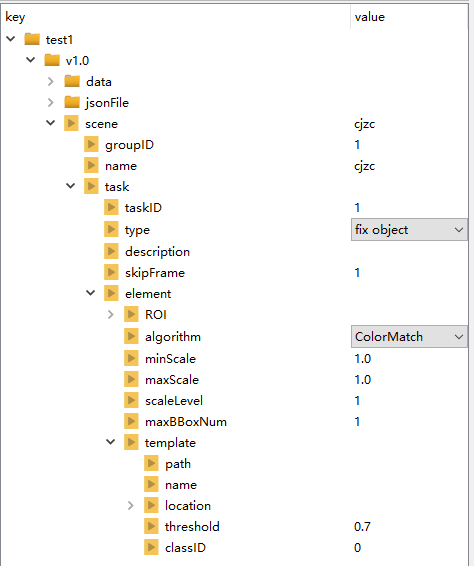 key value
test1
v1.0
data
jsonFile
scene cjzc
groupID 1
name cjzc
task
taskID 1
type fix object
description
skipFrame 1
element
ROI
algorithm ColorMatch
minScale 1.0
maxScale 1.0
scaleLevel 1
maxBBoxNum 1
template
path
name
location
threshold 0.7
classID 0